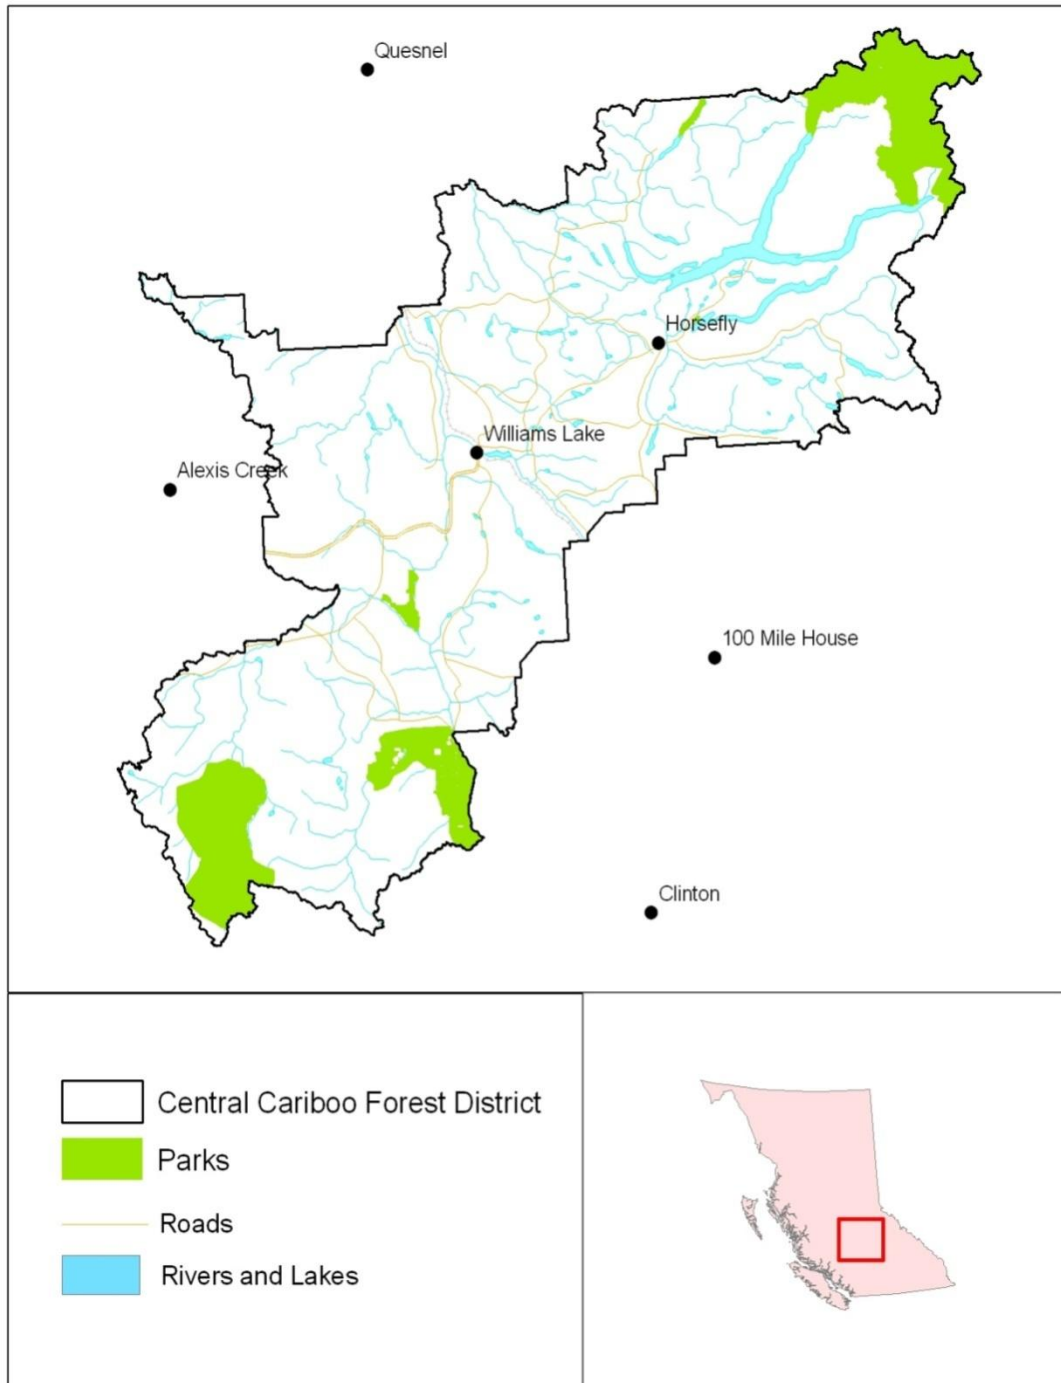 Quesnel
Horsefly
Williams Lake
Alexis Creek
100 Mile House
Clinton
Central Cariboo Forest District
Parks
Roads
Rivers and Lakes